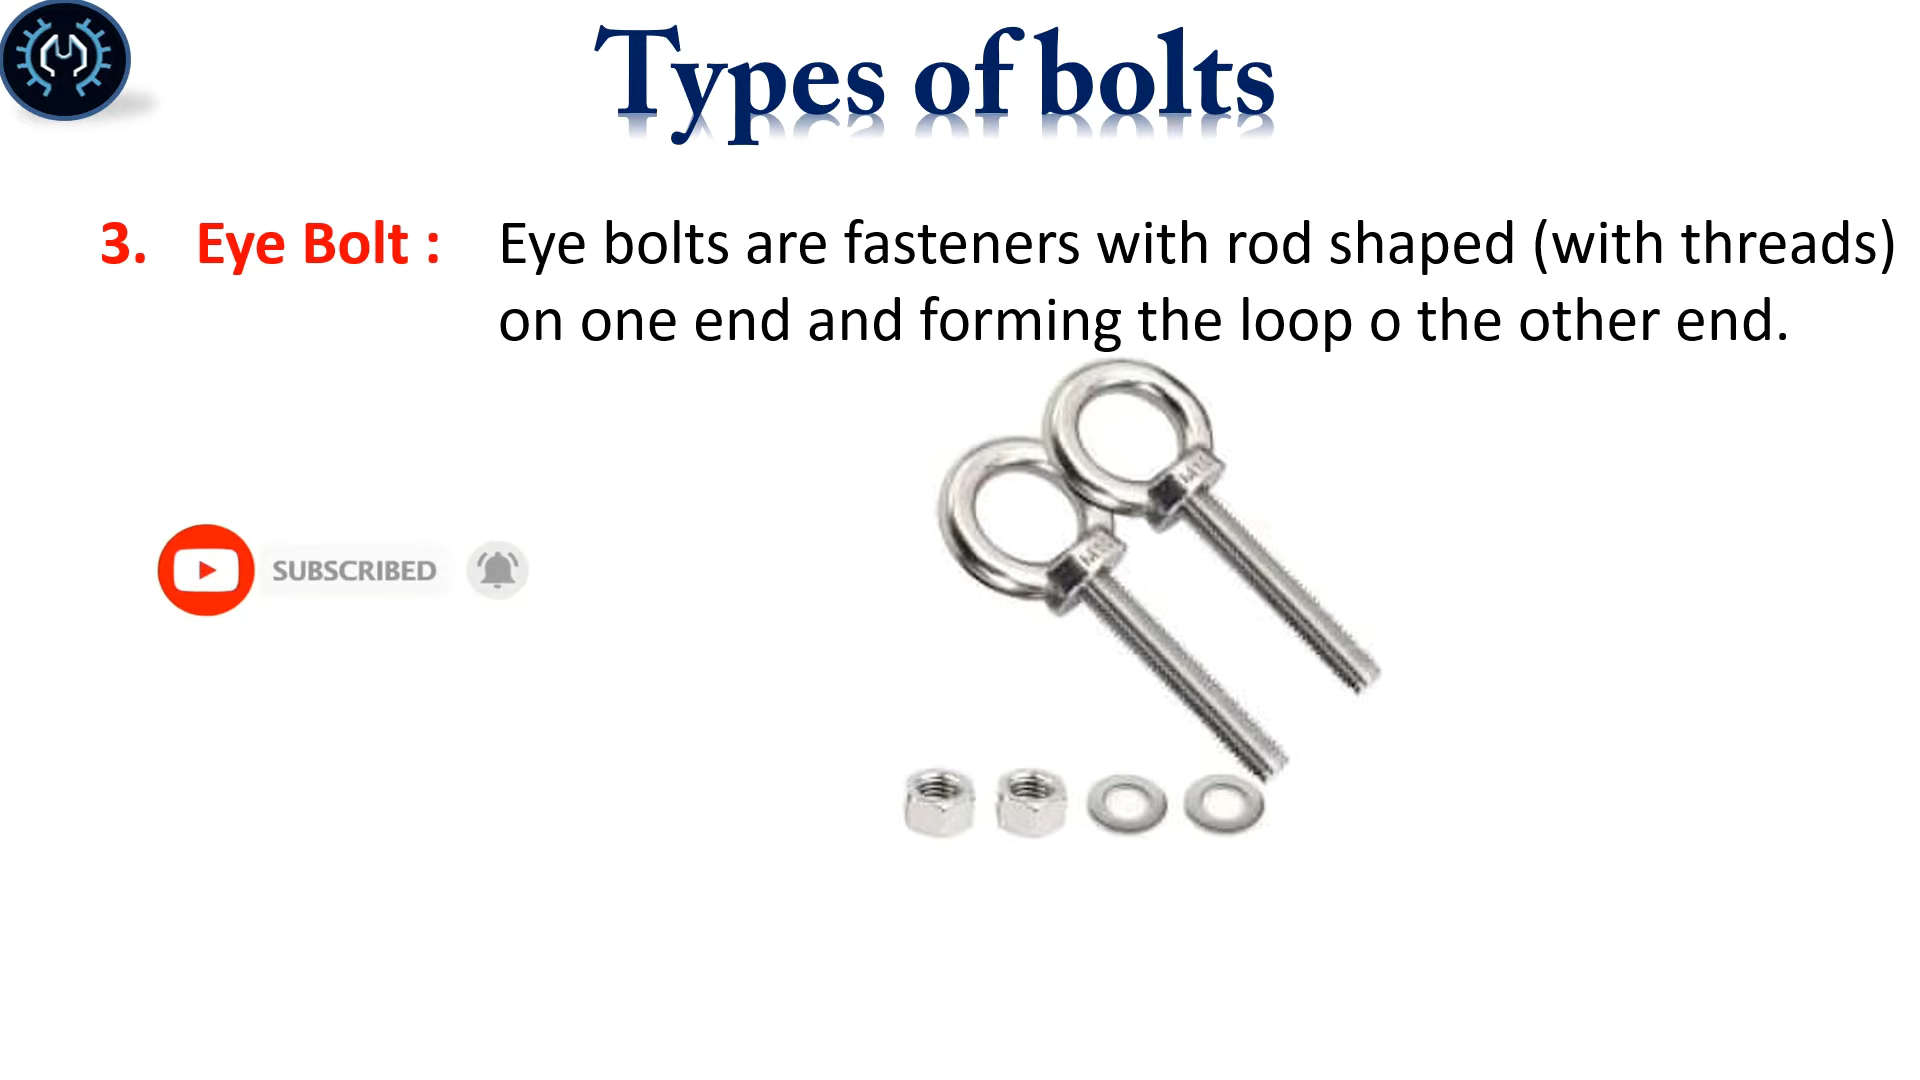 Types of bolts
3. Eye Bolt : Eye bolts are fasteners with rod shaped (with threads)
on one end and forming the loop o the other end.
SUBSCRIBED